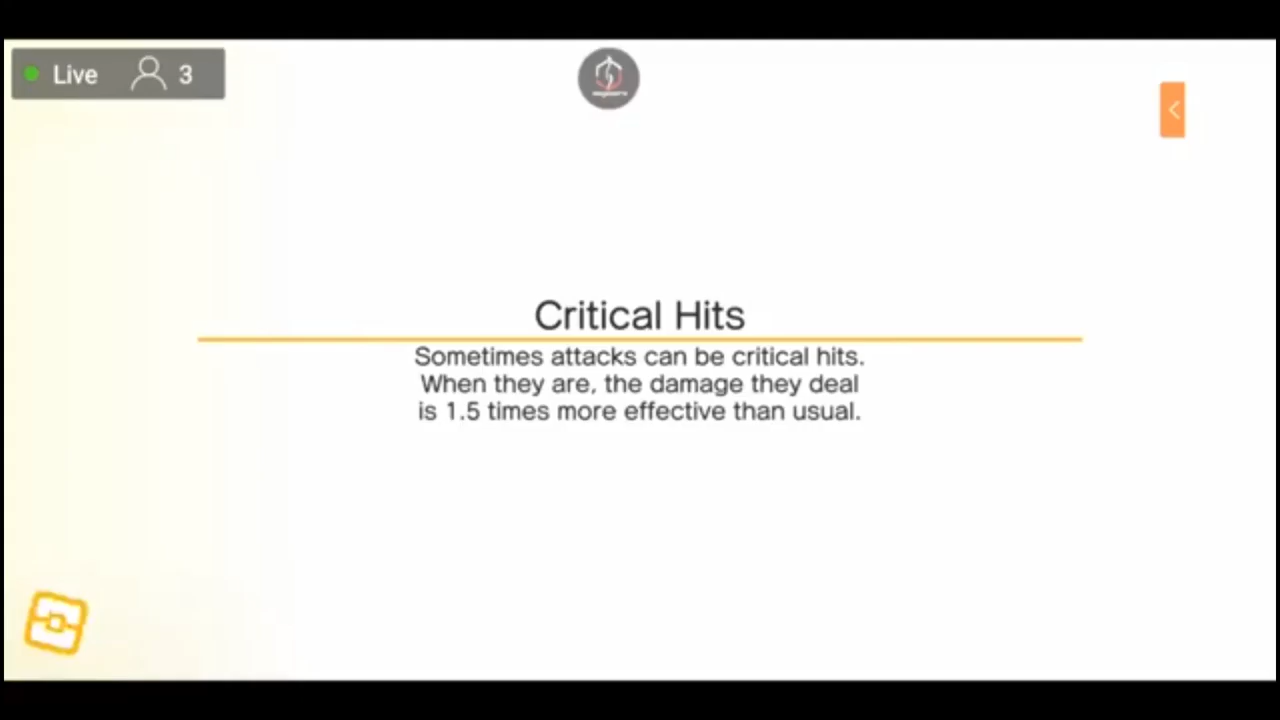 Live 3
Critical Hits
Sometimes attacks can be critical hits.
When they are, the damage they deal
is 1.5 times more effective than usual.